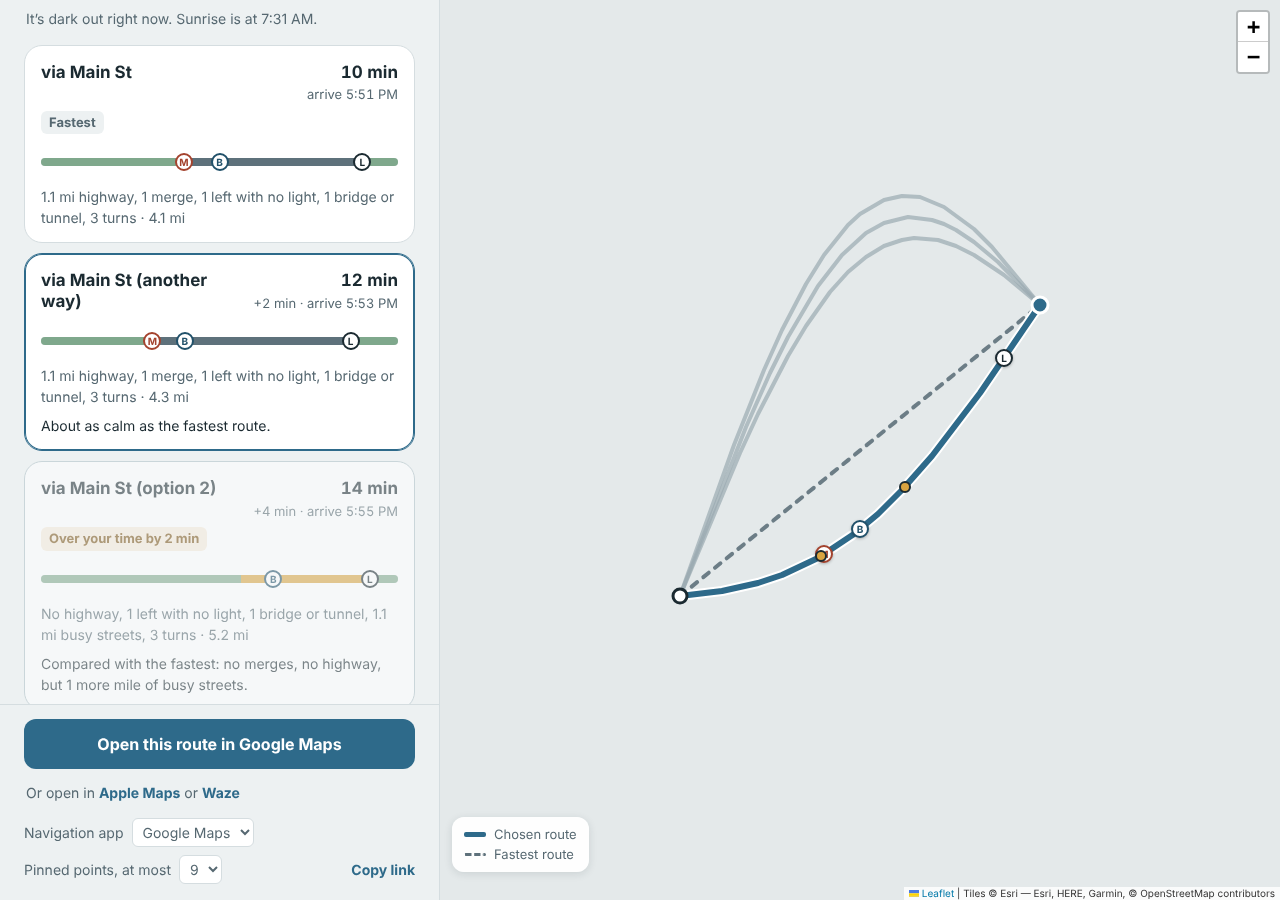 It's dark out right now. Sunrise is at 7:31 AM.
via Main St
10 min
arrive 5:51 PM
Fastest
M B L
1.1 mi highway, 1 merge, 1 left with no light, 1 bridge or
tunnel, 3 turns · 4.1 mi
via Main St (another
way)
12 min
+2 min · arrive 5:53 PM
M B L
1.1 mi highway, 1 merge, 1 left with no light, 1 bridge or
tunnel, 3 turns · 4.3 mi
About as calm as the fastest route.
via Main St (option 2)
14 min
+4 min · arrive 5:55 PM
Over your time by 2 min
B L
No highway, 1 left with no light, 1 bridge or tunnel, 1.1
mi busy streets, 3 turns · 5.2 mi
Compared with the fastest: no merges, no highway,
but 1 more mile of busy streets.
Open this route in Google Maps
Or open in Apple Maps or Waze
Navigation app Google Maps
Pinned points, at most 9
Copy link
+
−
L
B
Chosen route
Fastest route
Leaflet | Tiles © Esri — Esri, HERE, Garmin, © OpenStreetMap contributors